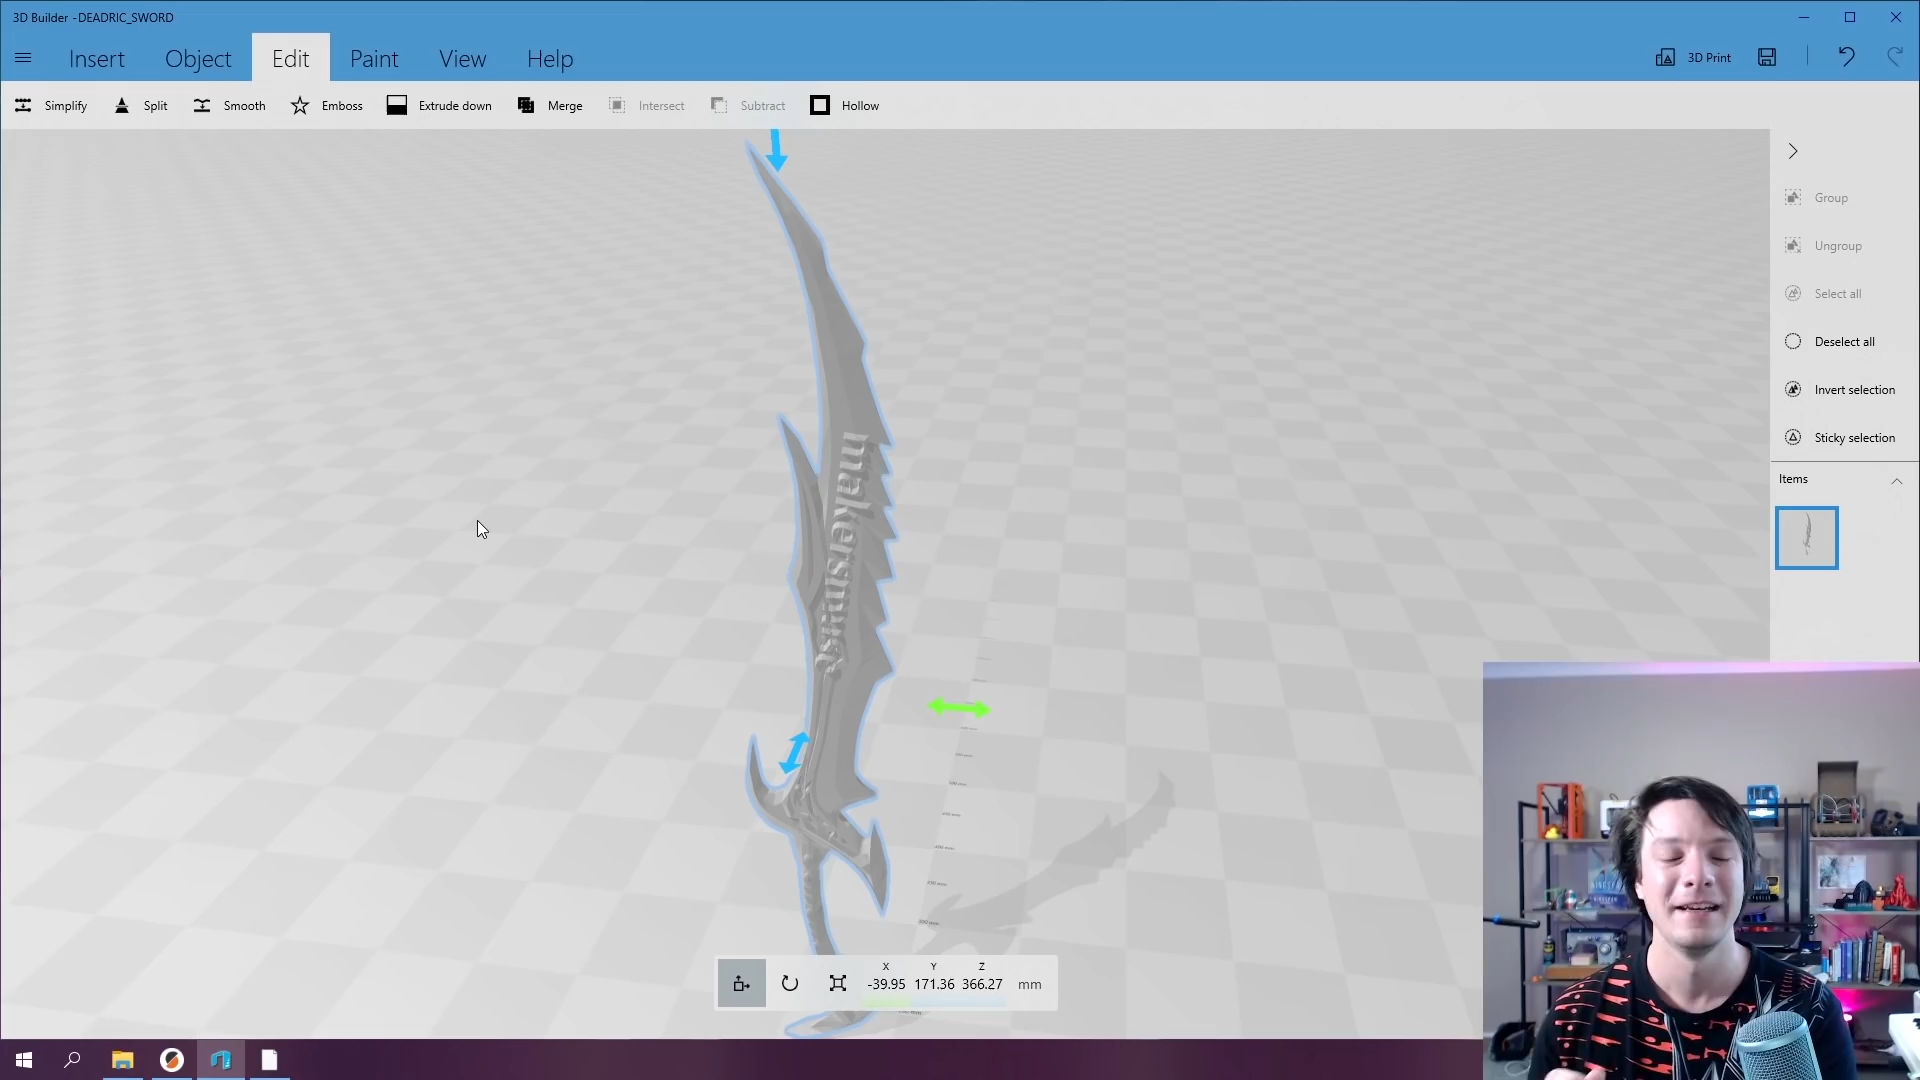 3D Builder -DEADRIC_SWORD
Insert Object Edit Paint View Help
3D Print
Simplify Split Smooth Emboss Extrude down Merge Intersect Subtract Hollow
Group
Ungroup
Select all
Deselect all
Invert selection
Sticky selection
Items
makersmuse
X Y Z
-39.95 171.36 366.27 mm